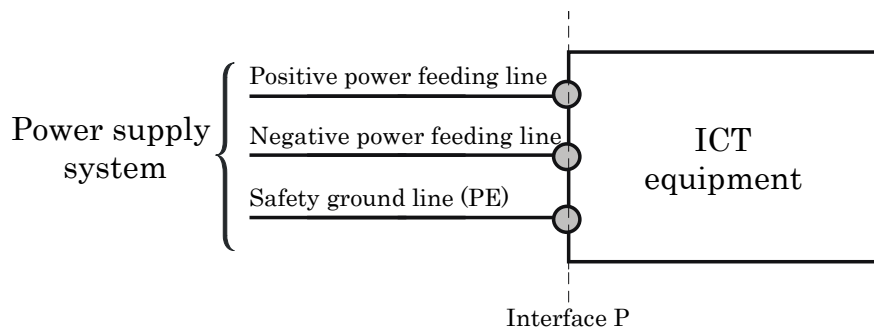 Positive power feeding line
Power supply
system
Negative power feeding line
Safety ground line (PE)
ICT
equipment
Interface P